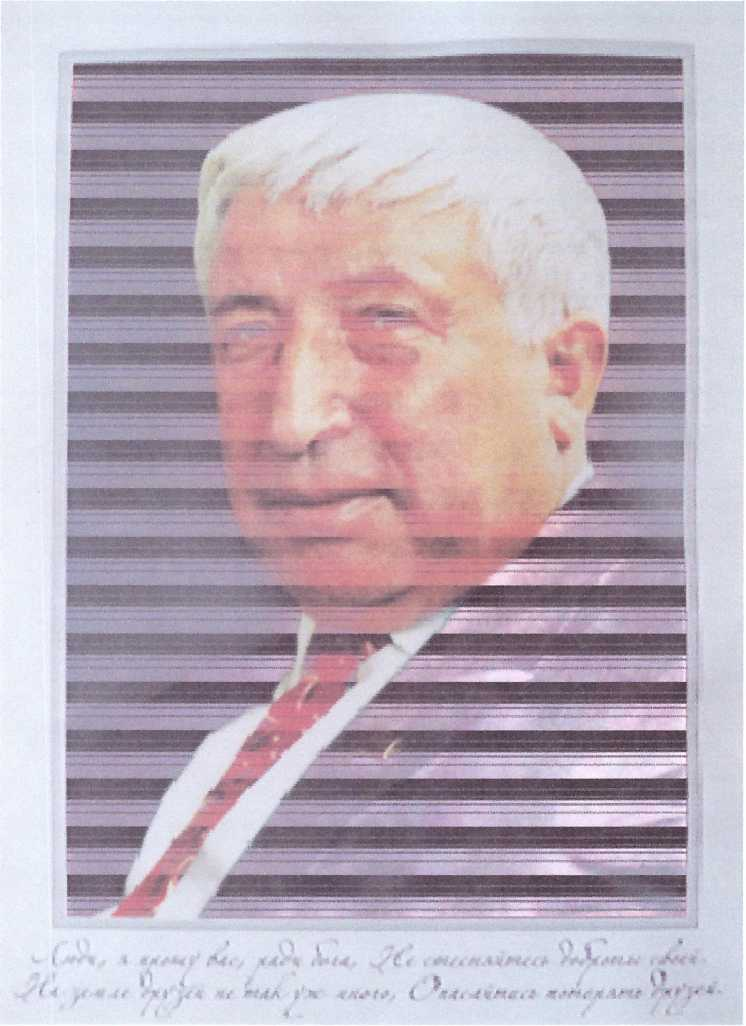 Люди, я прошу вас, ради бога, Не стесняйтесь доброты своей.
На земле друзей не так уж много, Опасайтесь потерять друзей.